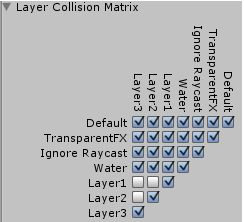 Layer Collision Matrix
Layer3
Layer2
Layer1
Water
Ignore Raycast
TransparentFX
Default
Default
TransparentFX
Ignore Raycast
Water
Layer1
Layer2
Layer3